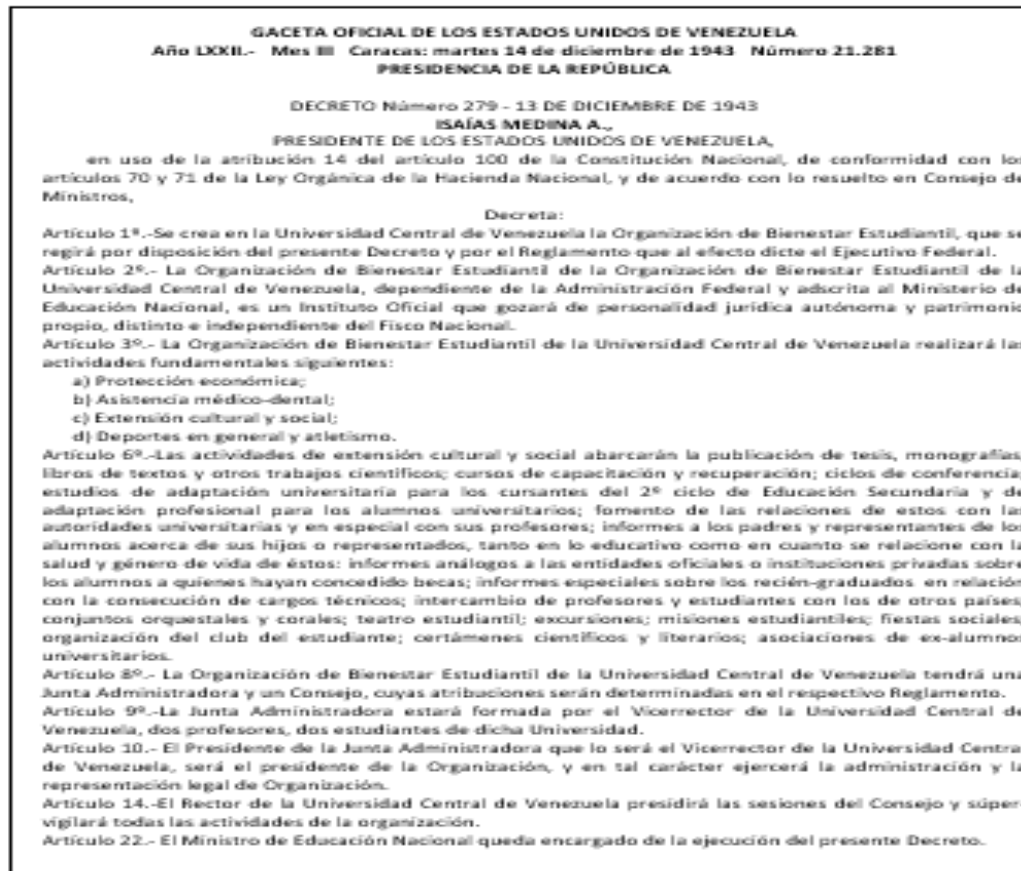 GACETA OFICIAL DE LOS ESTADOS UNIDOS DE VENEZUELA
Año LXXII.- Mes III Caracas: martes 14 de diciembre de 1943 Número 21.281
PRESIDENCIA DE LA REPÚBLICA
DECRETO Número 279 - 13 DE DICIEMBRE DE 1943
ISAÍAS MEDINA A.,
PRESIDENTE DE LOS ESTADOS UNIDOS DE VENEZUELA,
en uso de la atribución 14 del artículo 100 de la Constitución Nacional, de conformidad con los
artículos 70 y 71 de la Ley Orgánica de la Hacienda Nacional, y de acuerdo con lo resuelto en Consejo de
Ministros,
Decreta:
Artículo 1º.-Se crea en la Universidad Central de Venezuela la Organización de Bienestar Estudiantil, que se
regirá por disposición del presente Decreto y por el Reglamento que al efecto dicte el Ejecutivo Federal.
Artículo 2º.- La Organización de Bienestar Estudiantil de la Organización de Bienestar Estudiantil de la
Universidad Central de Venezuela, dependiente de la Administración Federal y adscrita al Ministerio de
Educación Nacional, es un Instituto Oficial que gozará de personalidad jurídica autónoma y patrimonio
propio, distinto e independiente del Fisco Nacional.
Artículo 3º.- La Organización de Bienestar Estudiantil de la Universidad Central de Venezuela realizará las
actividades fundamentales siguientes:
a) Protección económica;
b) Asistencia médico-dental;
c) Extensión cultural y social;
d) Deportes en general y atletismo.
Artículo 6º.-Las actividades de extensión cultural y social abarcarán la publicación de tesis, monografías,
libros de textos y otros trabajos científicos; cursos de capacitación y recuperación; ciclos de conferencia;
estudios de adaptación universitaria para los cursantes del 2º ciclo de Educación Secundaria y de
adaptación profesional para los alumnos universitarios; fomento de las relaciones de estos con las
autoridades universitarias y en especial con sus profesores; informes a los padres y representantes de los
alumnos acerca de sus hijos o representados, tanto en lo educativo como en cuanto se relacione con la
salud y género de vida de éstos: informes análogos a las entidades oficiales o instituciones privadas sobre
los alumnos a quienes hayan concedido becas; informes especiales sobre los recién-graduados en relación
con la consecución de cargos técnicos; intercambio de profesores y estudiantes con los de otros países;
conjuntos orquestales y corales; teatro estudiantil; excursiones; misiones estudiantiles; fiestas sociales;
organización del club del estudiante; certámenes científicos y literarios; asociaciones de ex-alumnos
universitarios.
Artículo 8º.- La Organización de Bienestar Estudiantil de la Universidad Central de Venezuela tendrá una
Junta Administradora y un Consejo, cuyas atribuciones serán determinadas en el respectivo Reglamento.
Artículo 9º.-La Junta Administradora estará formada por el Vicerrector de la Universidad Central de
Venezuela, dos profesores, dos estudiantes de dicha Universidad.
Artículo 10.- El Presidente de la Junta Administradora que lo será el Vicerrector de la Universidad Central
de Venezuela, será el presidente de la Organización, y en tal carácter ejercerá la administración y la
representación legal de Organización.
Artículo 14.-El Rector de la Universidad Central de Venezuela presidirá las sesiones del Consejo y súper-
vigilará todas las actividades de la organización.
Artículo 22.- El Ministro de Educación Nacional queda encargado de la ejecución del presente Decreto.